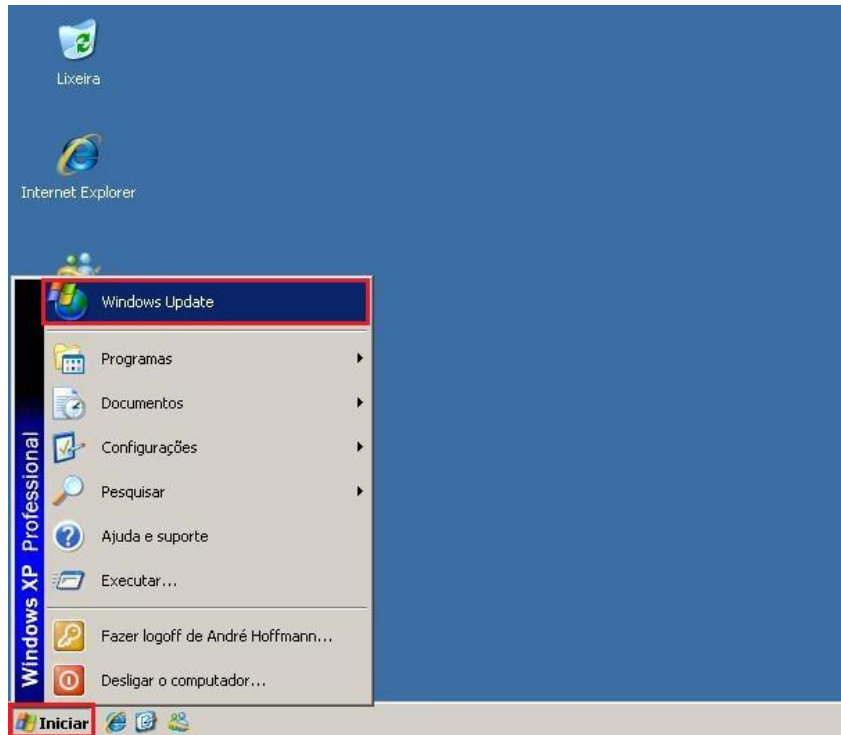 Lixeira
Internet Explorer
Windows Update
Programas
Documentos
Configurações
Pesquisar
Ajuda e suporte
Executar...
Fazer logoff de André Hoffmann...
Desligar o computador...
Windows XP Professional
Iniciar